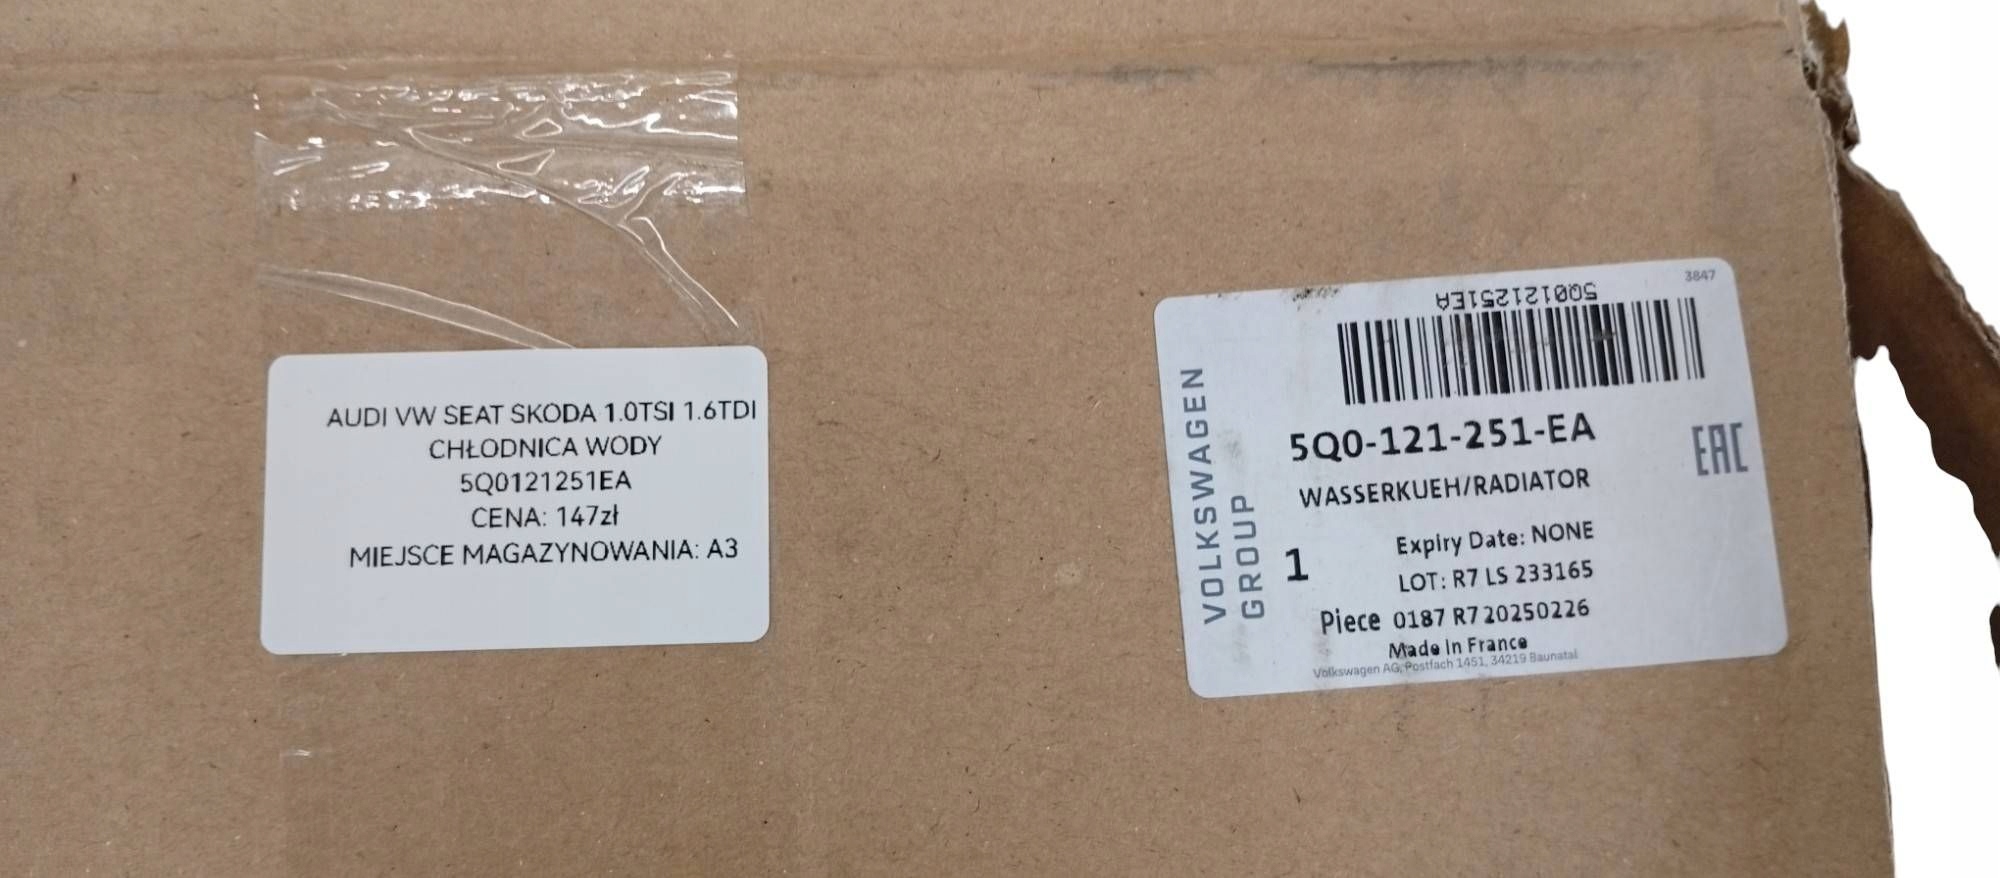 AUDI VW SEAT SKODA 1.0TSI 1.6TDI
CHŁODNICA WODY
5Q0121251EA
CENA: 147zł
MIEJSCE MAGAZYNOWANIA: A3
3847
5Q0121251EA
VOLKSWAGEN
GROUP
5Q0-121-251-EA
EAC
WASSERKUEH/RADIATOR
Expiry Date: NONE
1
LOT: R7 LS 233165
Piece 0187 R7 20250226
Made In France
Volkswagen AG, Postfach 1451, 34219 Baunatal